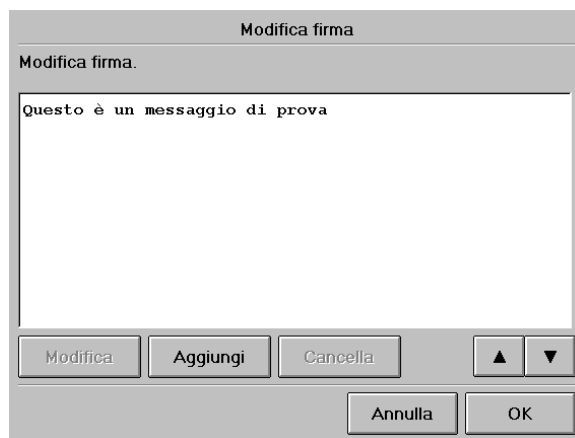 Modifica firma
Modifica firma.
Questo è un messaggio di prova
Modifica Aggiungi Cancella ▲ ▼
Annulla OK